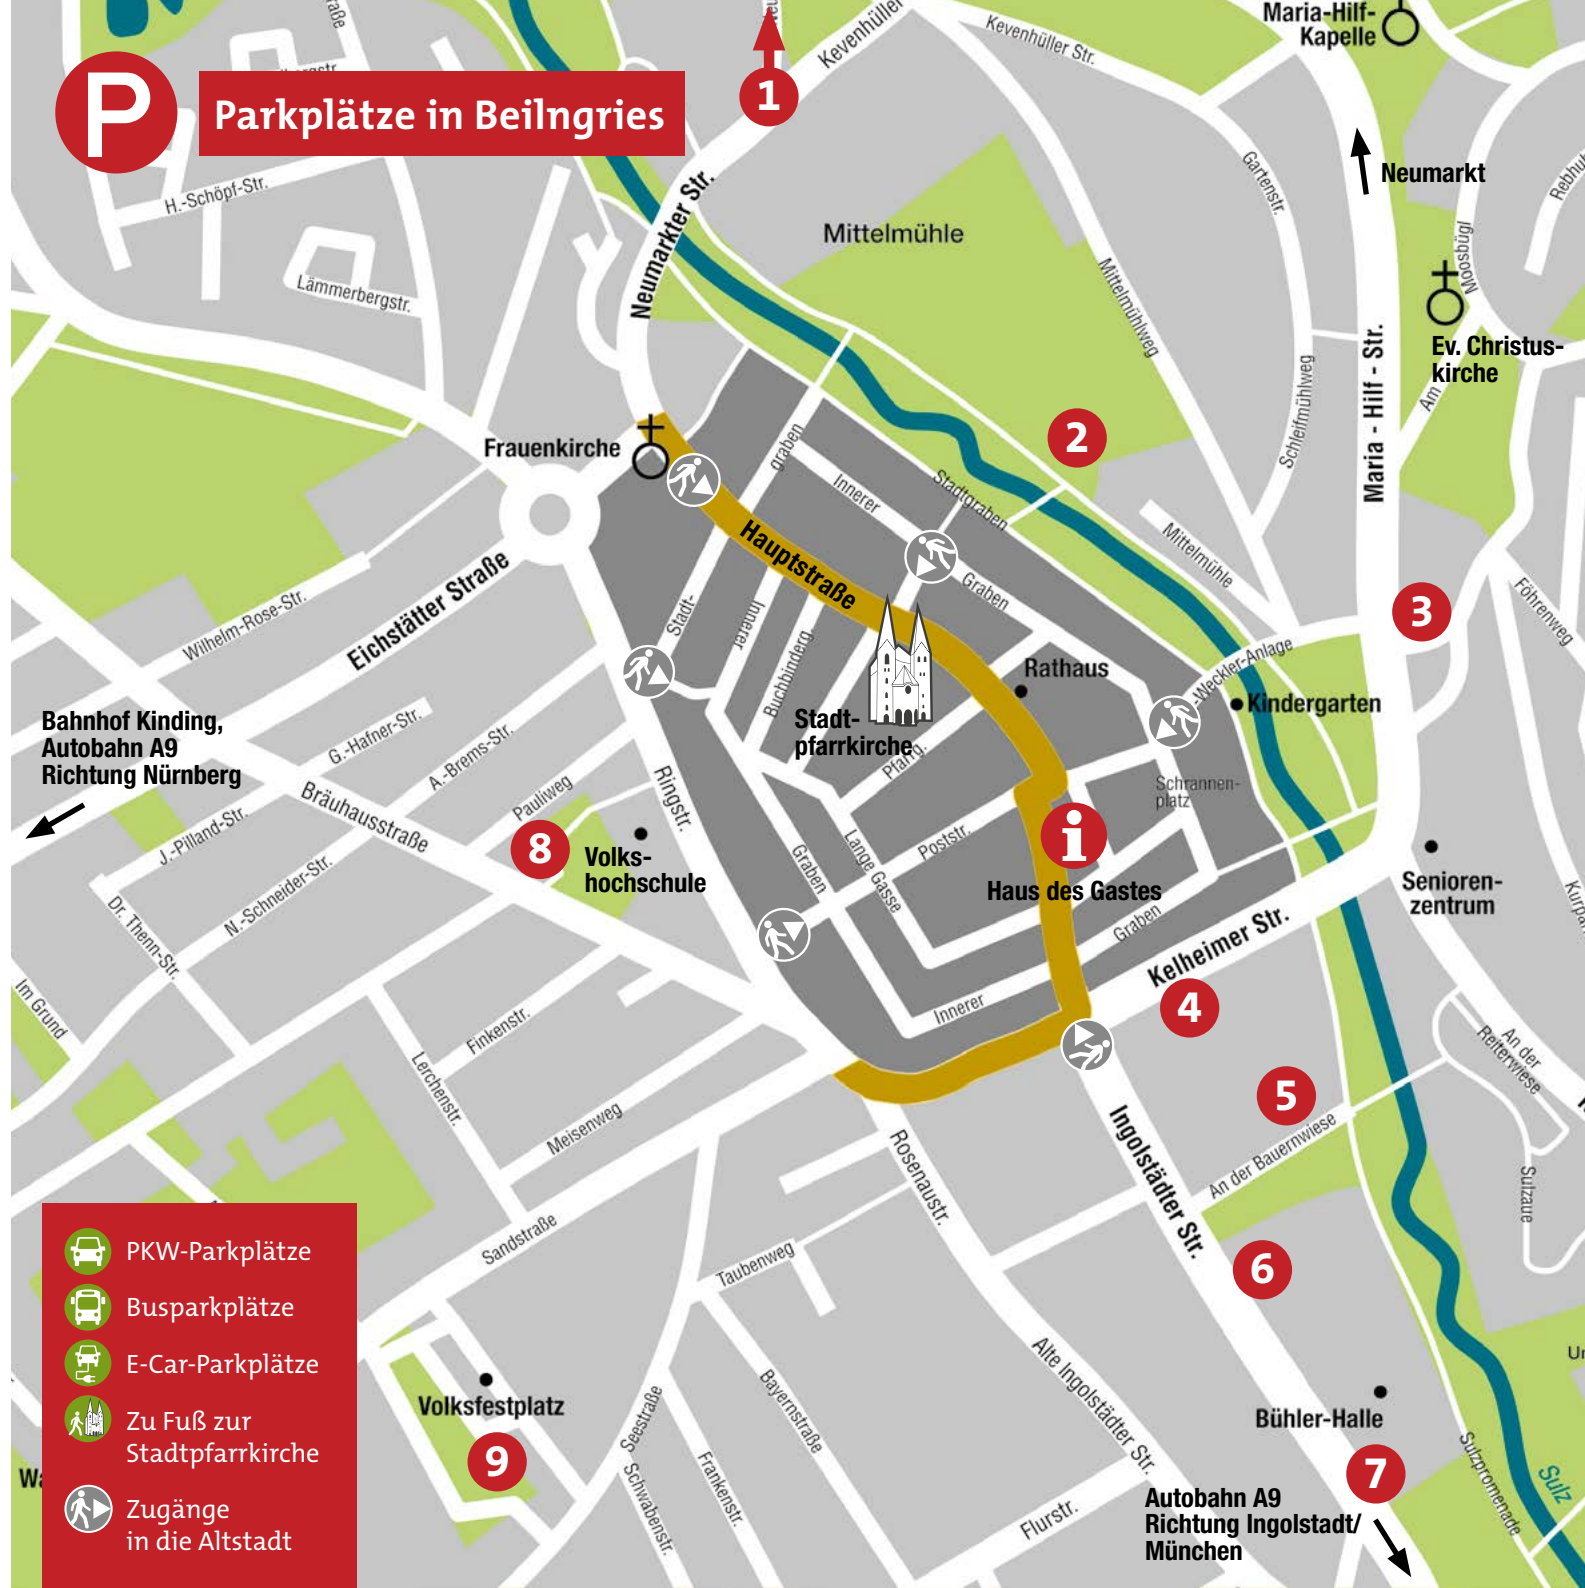 P
Parkplätze in Beilngries
1
Kevenhüller
Kevenhüller Str.
Maria-Hilf-
Kapelle
Neumarkt
H.-Schöpf-Str.
Lämmerbergstr.
Neumarkter Str.
Mittelmühle
Gartenstr.
Mittelmühlweg
Schleifmühlweg
Maria - Hilf - Str.
Moosbügl
Am
Ev. Christus-
kirche
Frauenkirche
2
graben
Innerer
Stadtgraben
Hauptstraße
Graben
Mittelmühle
3
Föhrenweg
Wilhelm-Rose-Str.
Eichstätter Straße
Stadt-
Innerer
Buchbinderg.
Rathaus
-Weckler-Anlage
Kindergarten
Stadt-
pfarrkirche
Pfarrg.
Schrannen-
platz
Bahnhof Kinding,
Autobahn A9
Richtung Nürnberg
G.-Hafner-Str.
A.-Brems-Str.
Pauliweg
Bräuhausstraße
J.-Pilland-Str.
N.-Schneider-Str.
Dr. Thenn-Str.
Im Grund
Ringstr.
8
Volks-
hochschule
Graben
Lange Gasse
Poststr.
i
Haus des Gastes
Graben
Innerer
Kelheimer Str.
4
Senioren-
zentrum
An der
Reiterwiese
Sulzaue
5
An der Bauernwiese
Ingolstädter Str.
6
Finkenstr.
Lerchenstr.
Meisenweg
Sandstraße
Rosenaustr.
Taubenweg
Alte Ingolstädter Str.
Bayernstraße
Seestraße
Frankenstr.
Schwabenstr.
Flurstr.
Volksfestplatz
9
Bühler-Halle
7
Autobahn A9
Richtung Ingolstadt/
München
Sulzpromenade
Sulz
PKW-Parkplätze
Busparkplätze
E-Car-Parkplätze
Zu Fuß zur
Stadtpfarrkirche
Zugänge
in die Altstadt